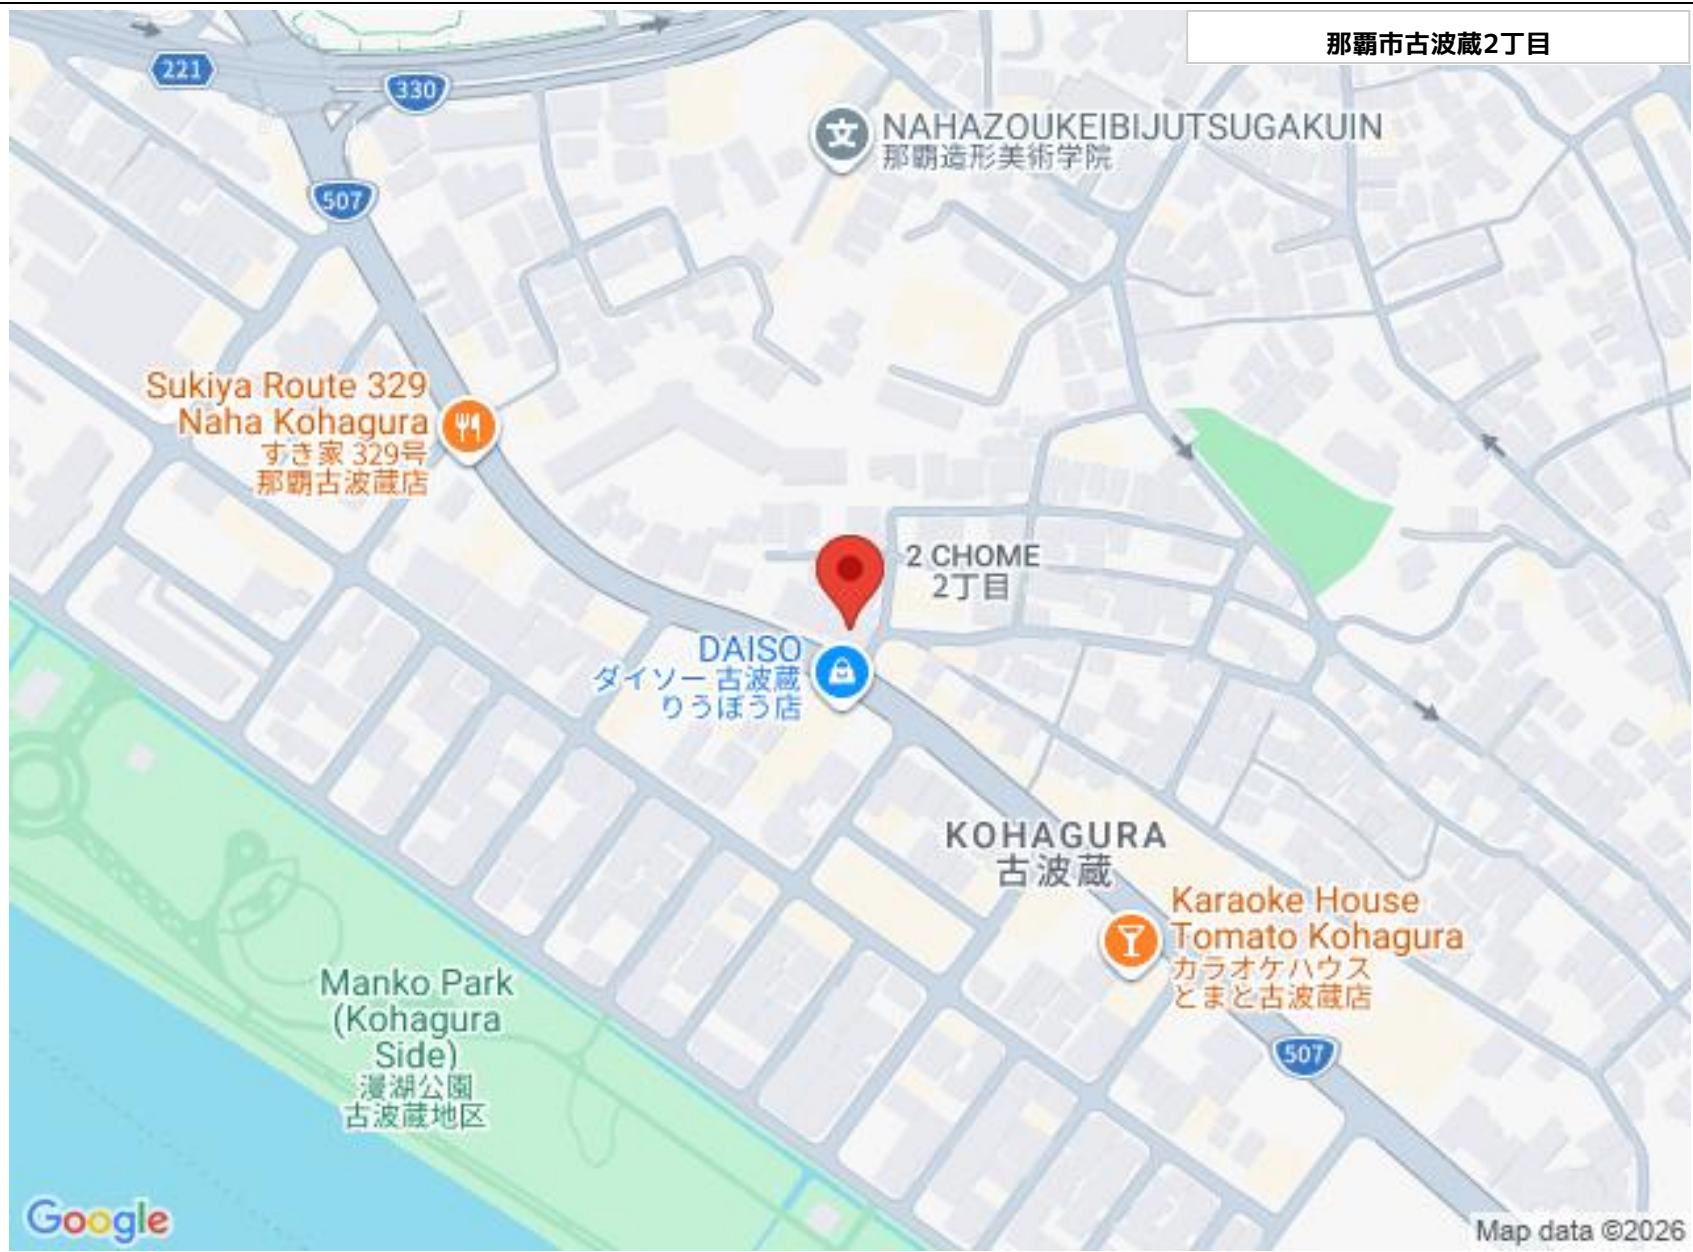 那覇市古波蔵2丁目
221
330
NAHAZOUKEIBIJUTSUGAKUIN
那覇造形美術学院
507
Sukiya Route 329
Naha Kohagura
すき家 329号
那覇古波蔵店
2 CHOME
2丁目
DAISO
ダイソー 古波蔵
りうぼう店
KOHAGURA
古波蔵
Karaoke House
Tomato Kohagura
カラオケハウス
とまと古波蔵店
Manko Park
(Kohagura
Side)
漫湖公園
古波蔵地区
507
Google
Map data ©2026